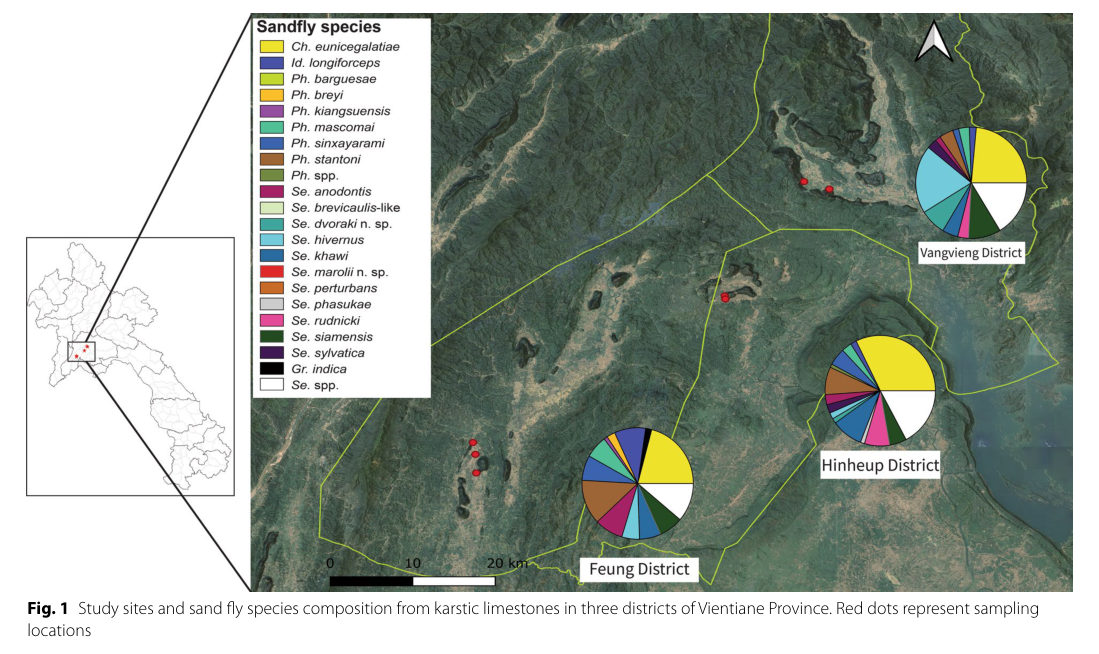 Sandfly species
Ch. eunicegalatiae
Id. longiforceps
Ph. barguesae
Ph. breyi
Ph. kiangsuensis
Ph. mascomai
Ph. sinxayarami
Ph. stantoni
Ph. spp.
Se. anodontis
Se. brevicaulis-like
Se. dvoraki n. sp.
Se. hivernus
Se. khawi
Se. marolii n. sp.
Se. perturbans
Se. phasukae
Se. rudnicki
Se. siamensis
Se. sylvatica
Gr. indica
Se. spp.
Vangvieng District
Hinheup District
Feung District
0 10 20 km
Fig. 1 Study sites and sand fly species composition from karstic limestones in three districts of Vientiane Province. Red dots represent sampling
locations